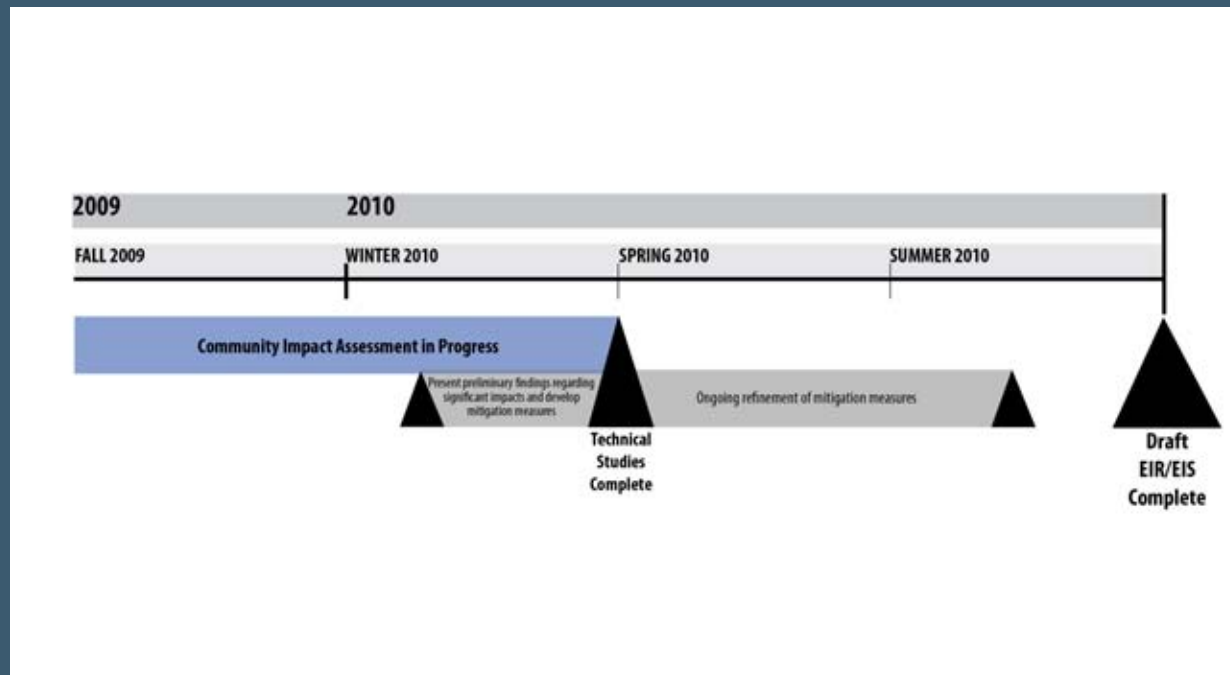 2009 2010
FALL 2009 WINTER 2010 SPRING 2010 SUMMER 2010
Community Impact Assessment in Progress
Present preliminary findings regarding
significant impacts and develop
mitigation measures
Ongoing refinement of mitigation measures
Technical
Studies
Complete
Draft
EIR/EIS
Complete